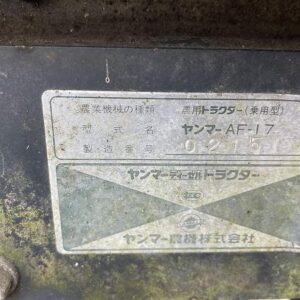 農業機械の種類 農用トラクター(乗用型)
型式名 ヤンマー AF-17
製造番号 02151
ヤンマーディーゼルトラクター
ヤンマー農機株式会社